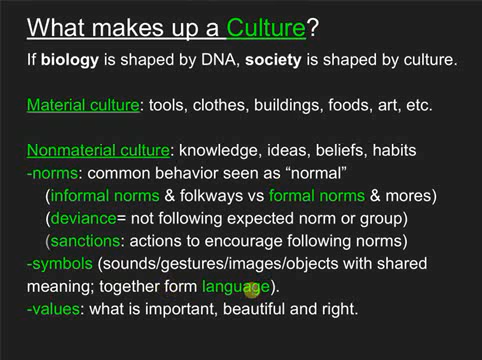 What makes up a Culture?
If biology is shaped by DNA, society is shaped by culture.
Material culture: tools, clothes, buildings, foods, art, etc.
Nonmaterial culture: knowledge, ideas, beliefs, habits
-norms: common behavior seen as “normal”
(informal norms & folkways vs formal norms & mores)
(deviance= not following expected norm or group)
(sanctions: actions to encourage following norms)
-symbols (sounds/gestures/images/objects with shared
meaning; together form language).
-values: what is important, beautiful and right.